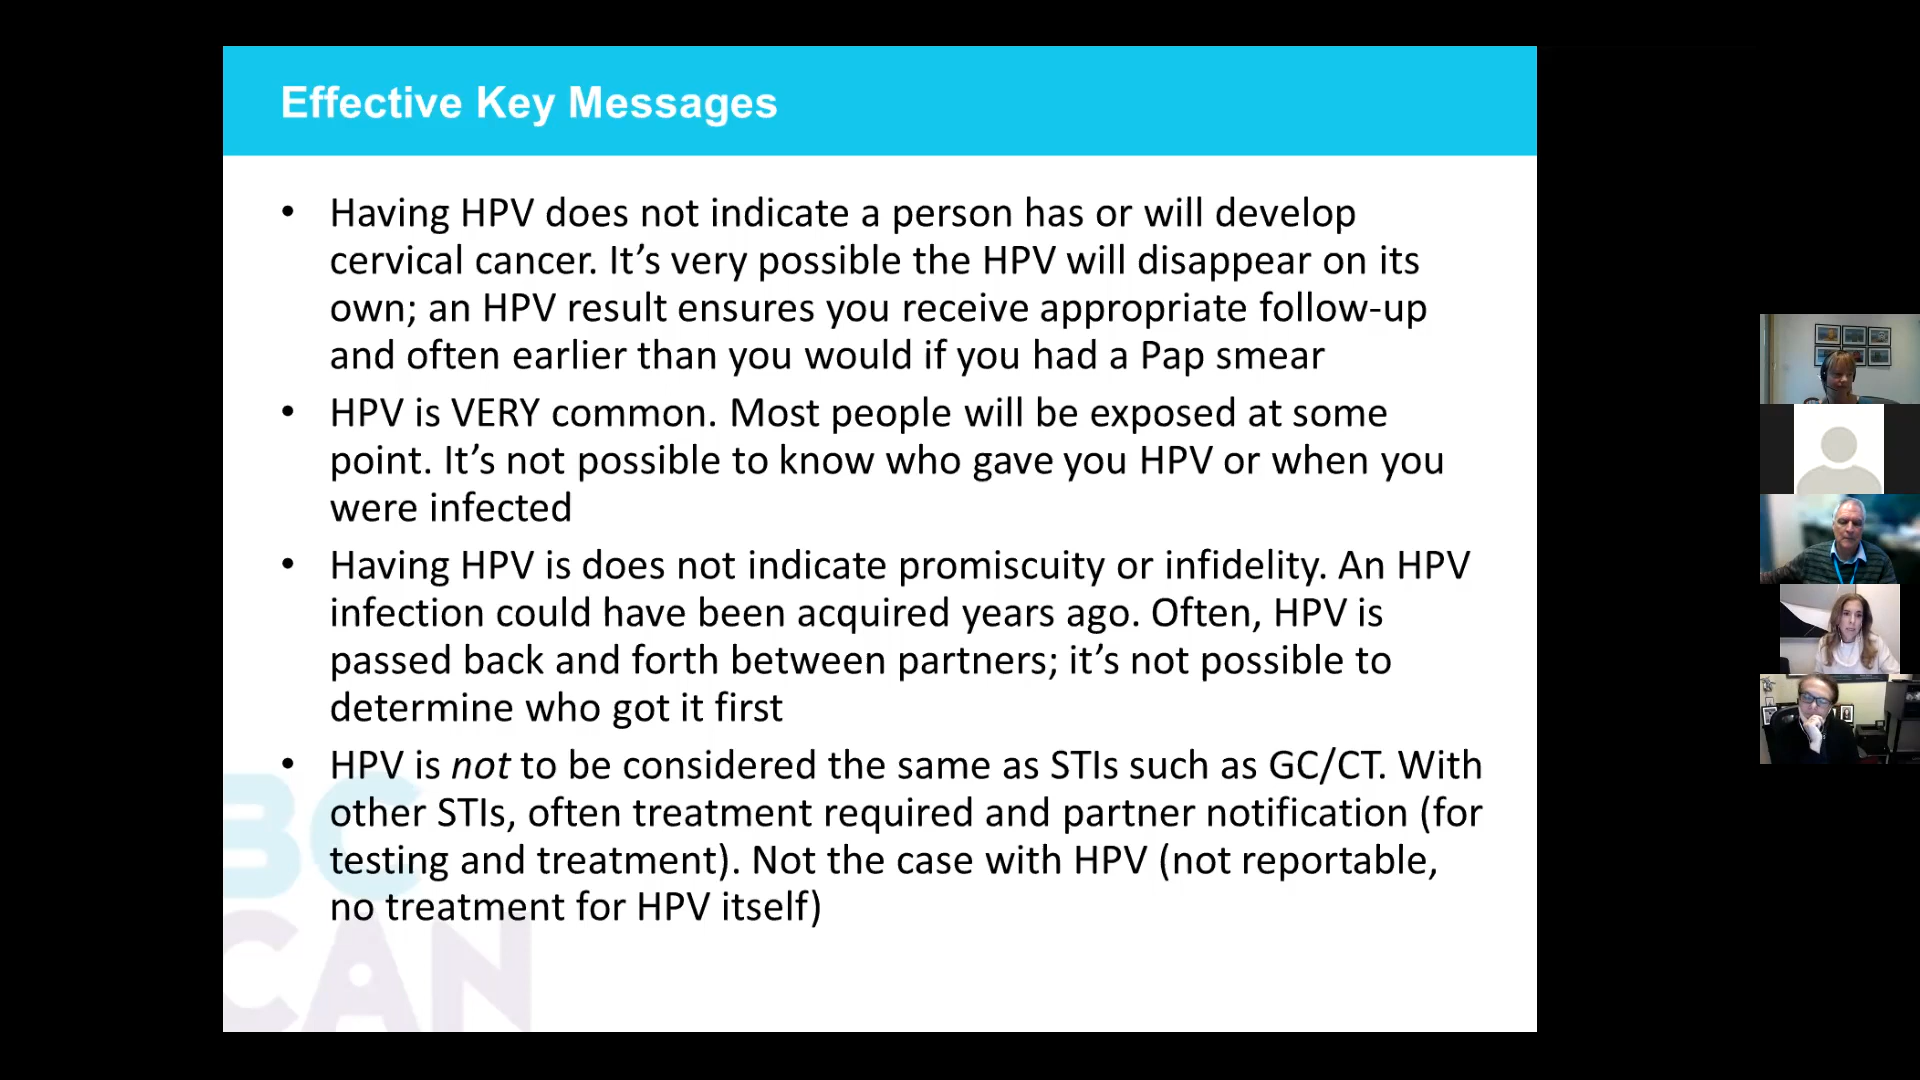 Effective Key Messages
• Having HPV does not indicate a person has or will develop
cervical cancer. It’s very possible the HPV will disappear on its
own; an HPV result ensures you receive appropriate follow-up
and often earlier than you would if you had a Pap smear
• HPV is VERY common. Most people will be exposed at some
point. It’s not possible to know who gave you HPV or when you
were infected
• Having HPV is does not indicate promiscuity or infidelity. An HPV
infection could have been acquired years ago. Often, HPV is
passed back and forth between partners; it’s not possible to
determine who got it first
• HPV is not to be considered the same as STIs such as GC/CT. With
other STIs, often treatment required and partner notification (for
testing and treatment). Not the case with HPV (not reportable,
no treatment for HPV itself)
BC
CAN